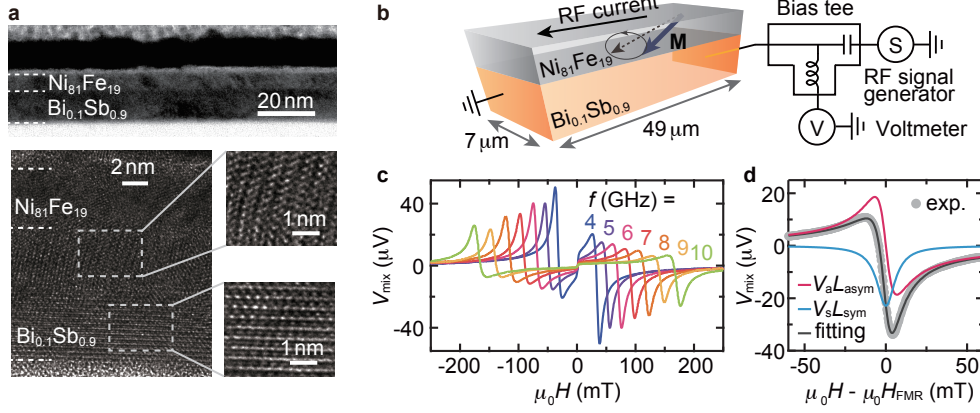 a
Ni81Fe19
Bi0.1Sb0.9
20 nm
2 nm
Ni81Fe19
1 nm
Bi0.1Sb0.9
1 nm
b
RF current
M
Ni81Fe19
Bi0.1Sb0.9
7 μm
49 μm
Bias tee
S
RF signal
generator
V
Voltmeter
c
f (GHz) =
4 5 6 7 8 9 10
Vmix (μV)
40
0
-40
-200 -100 0 100 200
μ0H (mT)
d
exp.
VaLasym
VsLsym
fitting
Vmix (μV)
20
0
-20
-40
-50 0 50
μ0H - μ0HFMR (mT)